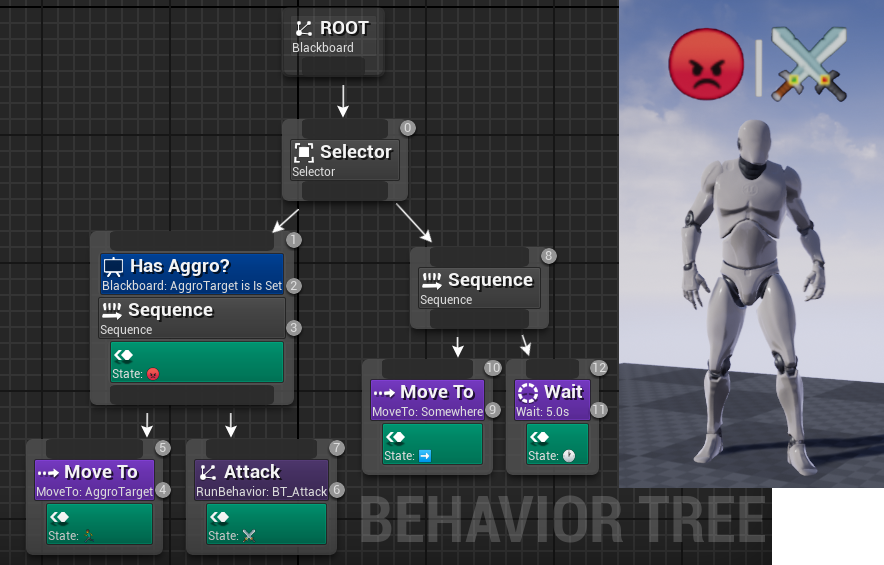 ROOT
Blackboard
0
Selector
Selector
1
Has Aggro?
Blackboard: AggroTarget is Is Set
2
Sequence
Sequence
3
State: 😡
8
Sequence
Sequence
5
Move To
MoveTo: AggroTarget
4
State: 🏃
7
Attack
RunBehavior: BT_Attack
6
State: ⚔
10
Move To
MoveTo: Somewhere
9
State: ➡
12
Wait
Wait: 5.0s
11
State: 🕐
BEHAVIOR TREE
😡|⚔